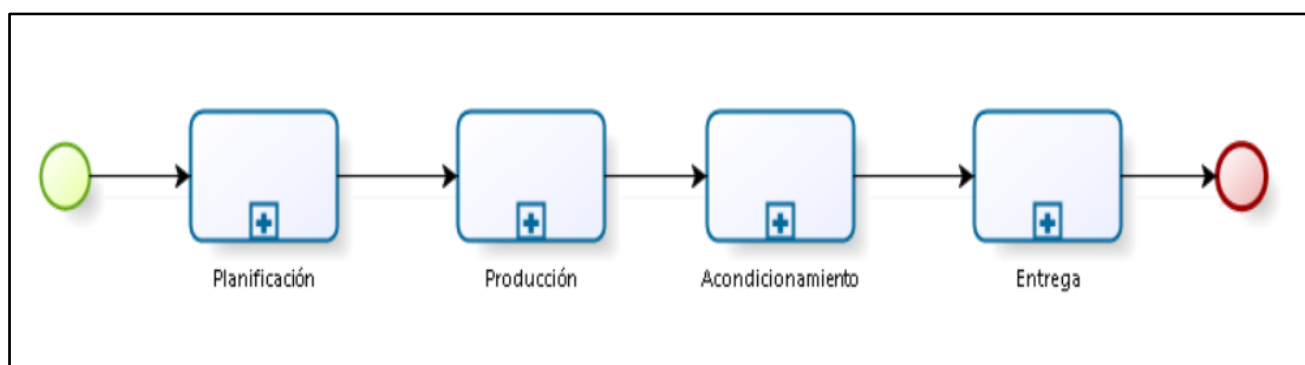 Planificación
Producción
Acondicionamiento
Entrega